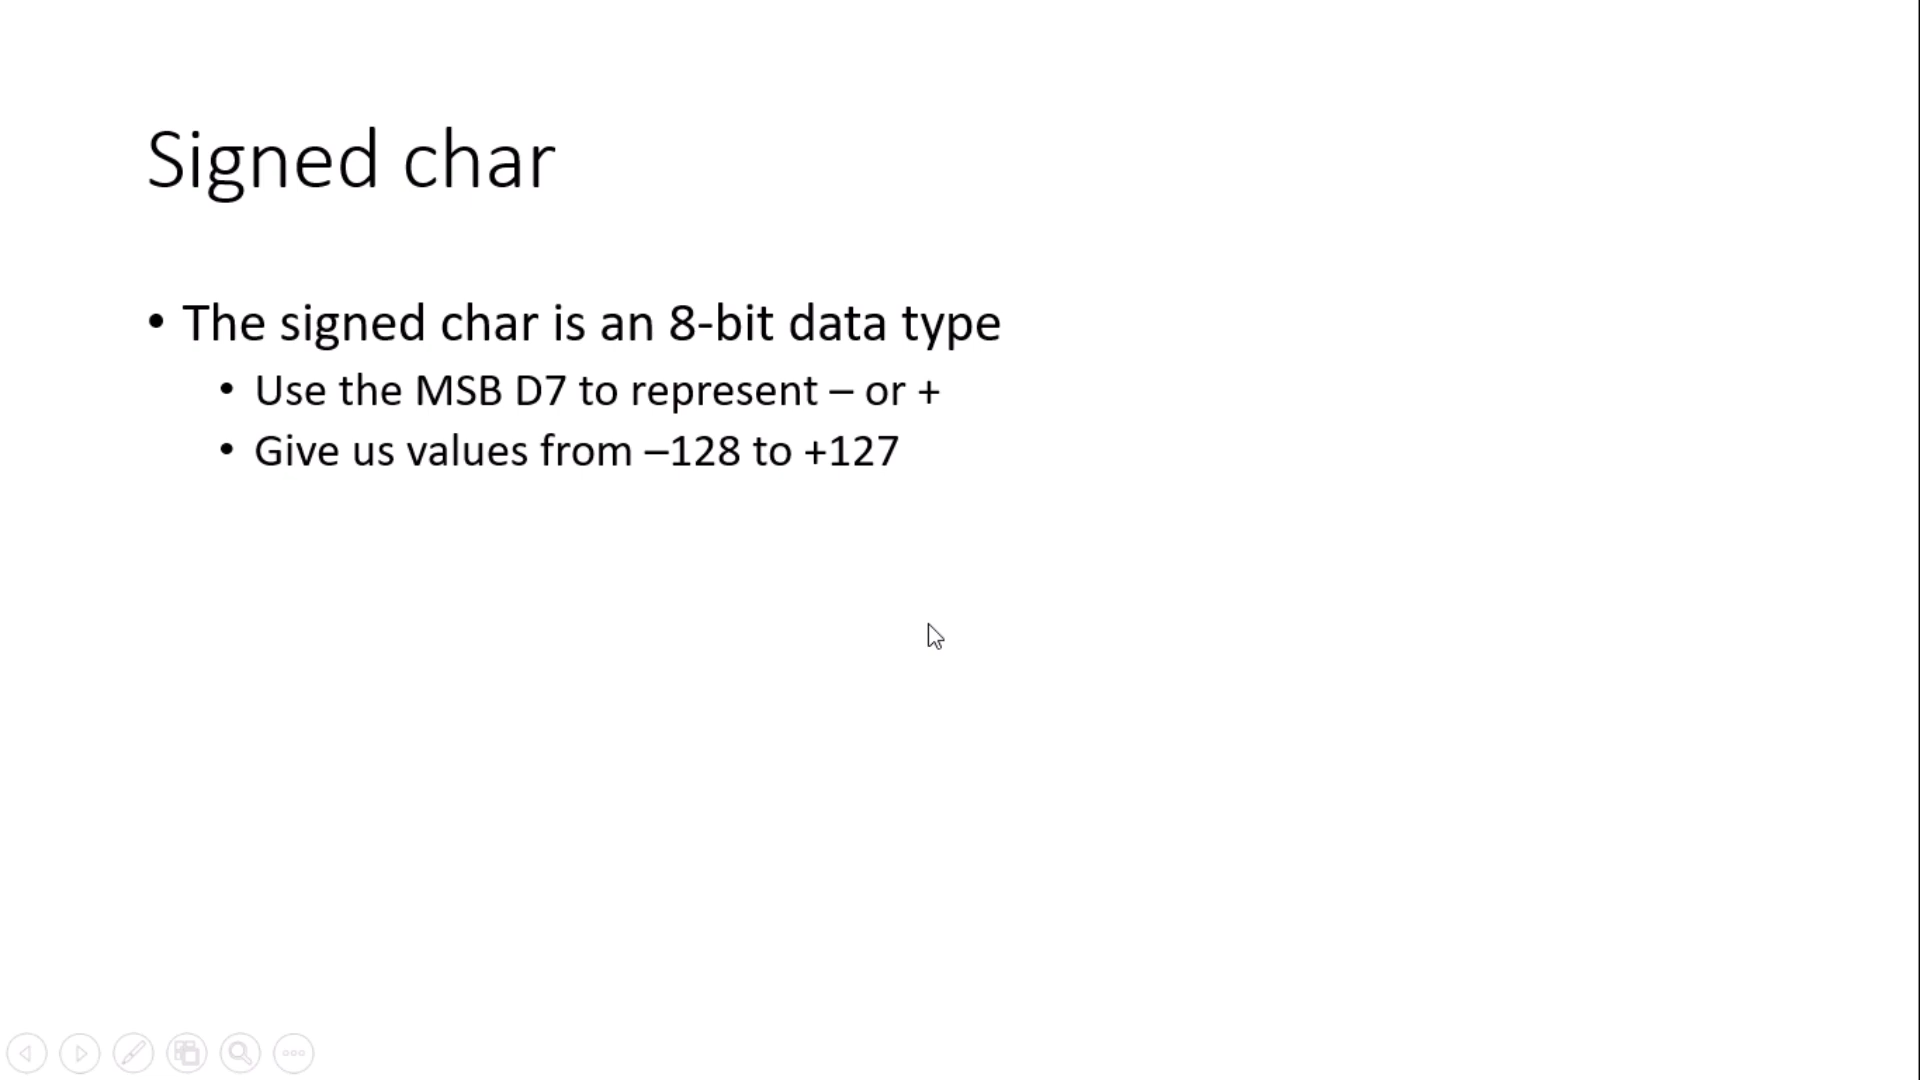 Signed char
• The signed char is an 8-bit data type
• Use the MSB D7 to represent – or +
• Give us values from –128 to +127